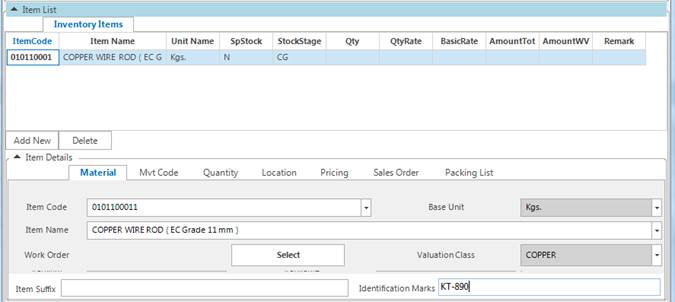 Item List
Inventory Items
ItemCode Item Name Unit Name SpStock StockStage Qty QtyRate BasicRate AmountTot AmountWV Remark
010110001 COPPER WIRE ROD ( EC G Kgs. N CG
Add New Delete
Item Details
Material Mvt Code Quantity Location Pricing Sales Order Packing List
Item Code 0101100011 Base Unit Kgs.
Item Name COPPER WIRE ROD ( EC Grade 11 mm )
Work Order Select Valuation Class COPPER
Item Suffix Identification Marks KT-890